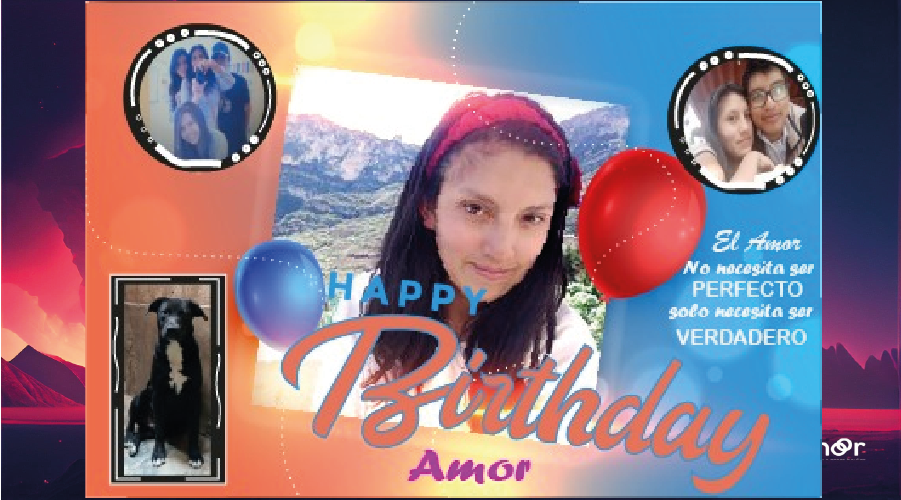 El Amor
No necesita ser
PERFECTO
solo necesita ser
VERDADERO
HAPPY
Birthday
Amor